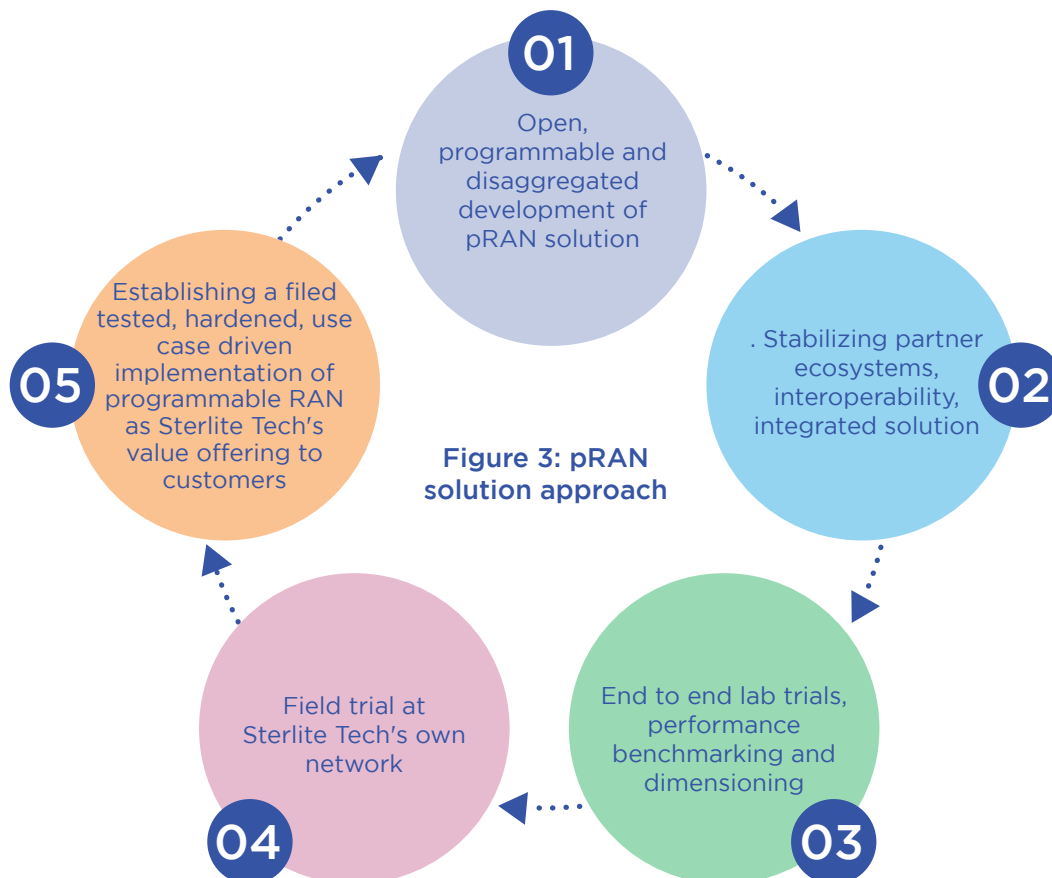 01
Open,
programmable and
disaggregated
development of
pRAN solution
02
. Stabilizing partner
ecosystems,
interoperability,
integrated solution
03
End to end lab trials,
performance
benchmarking and
dimensioning
04
Field trial at
Sterlite Tech's own
network
05
Establishing a filed
tested, hardened, use
case driven
implementation of
programmable RAN
as Sterlite Tech's
value offering to
customers
Figure 3: pRAN
solution approach